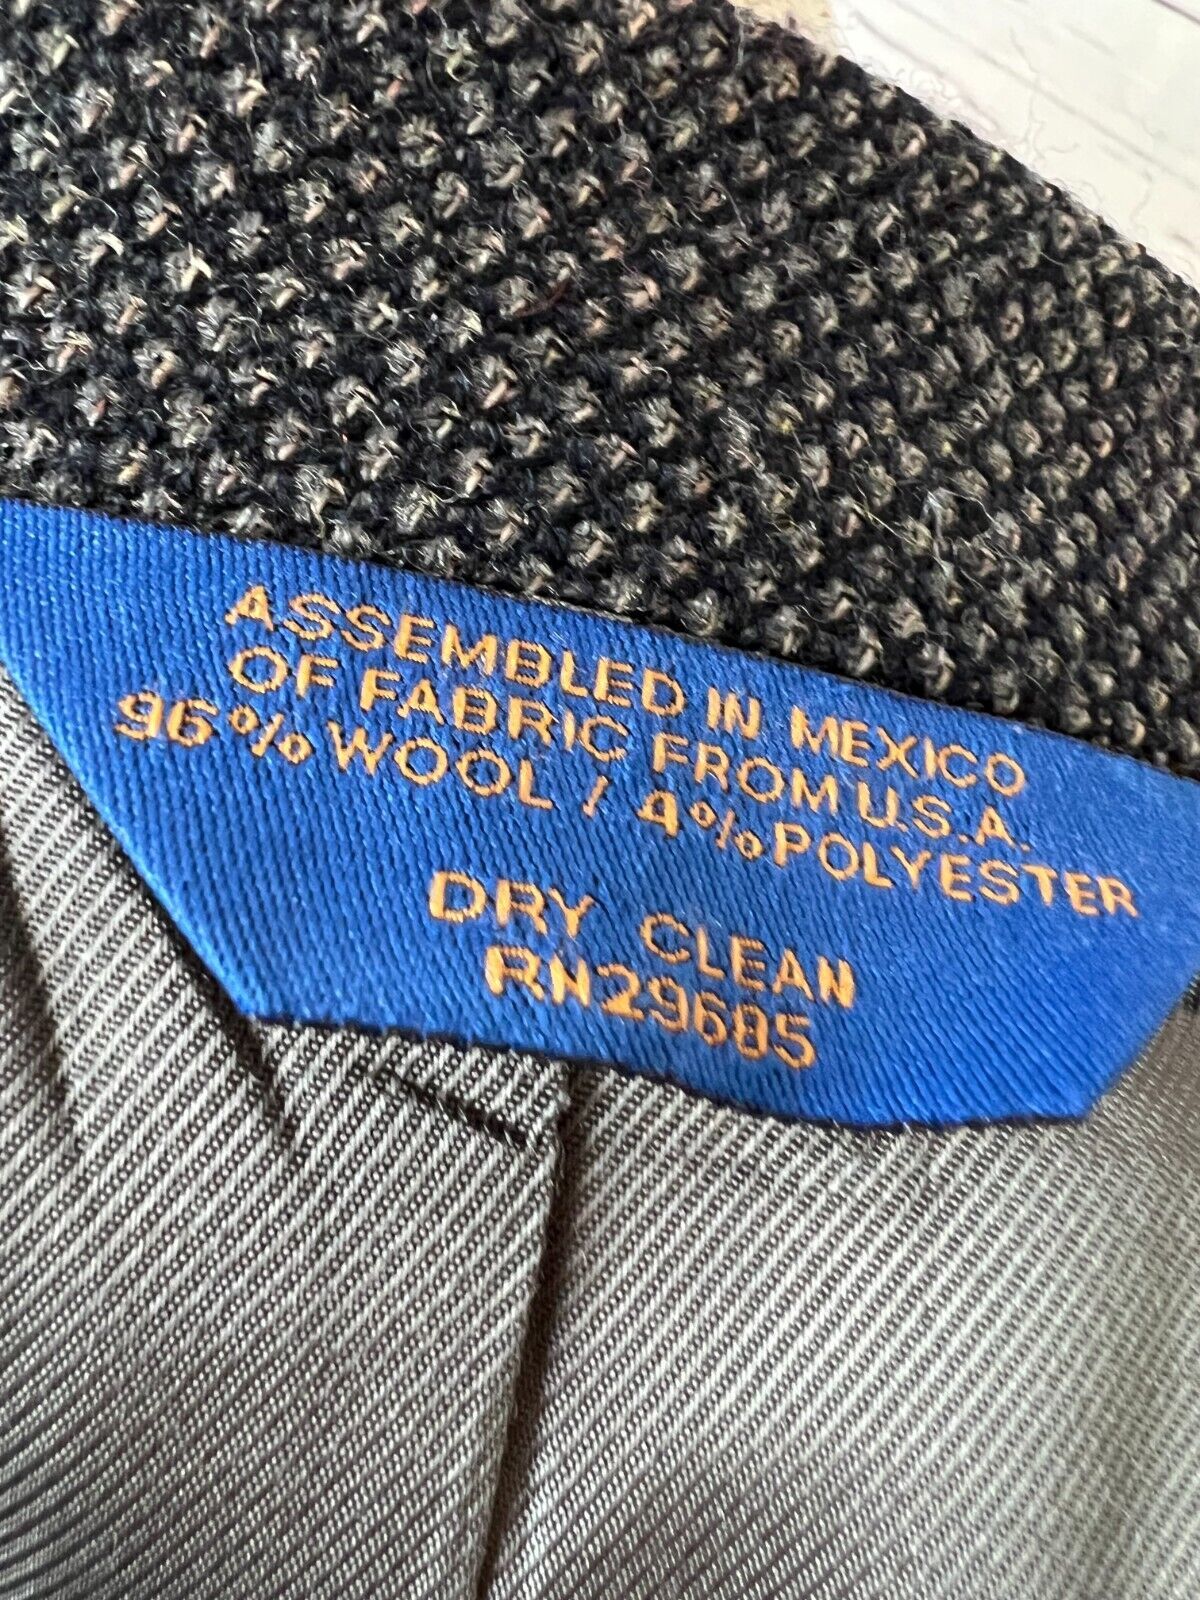 ASSEMBLED IN MEXICO
OF FABRIC FROM U.S.A.
96% WOOL / 4% POLYESTER
DRY CLEAN
RN29685